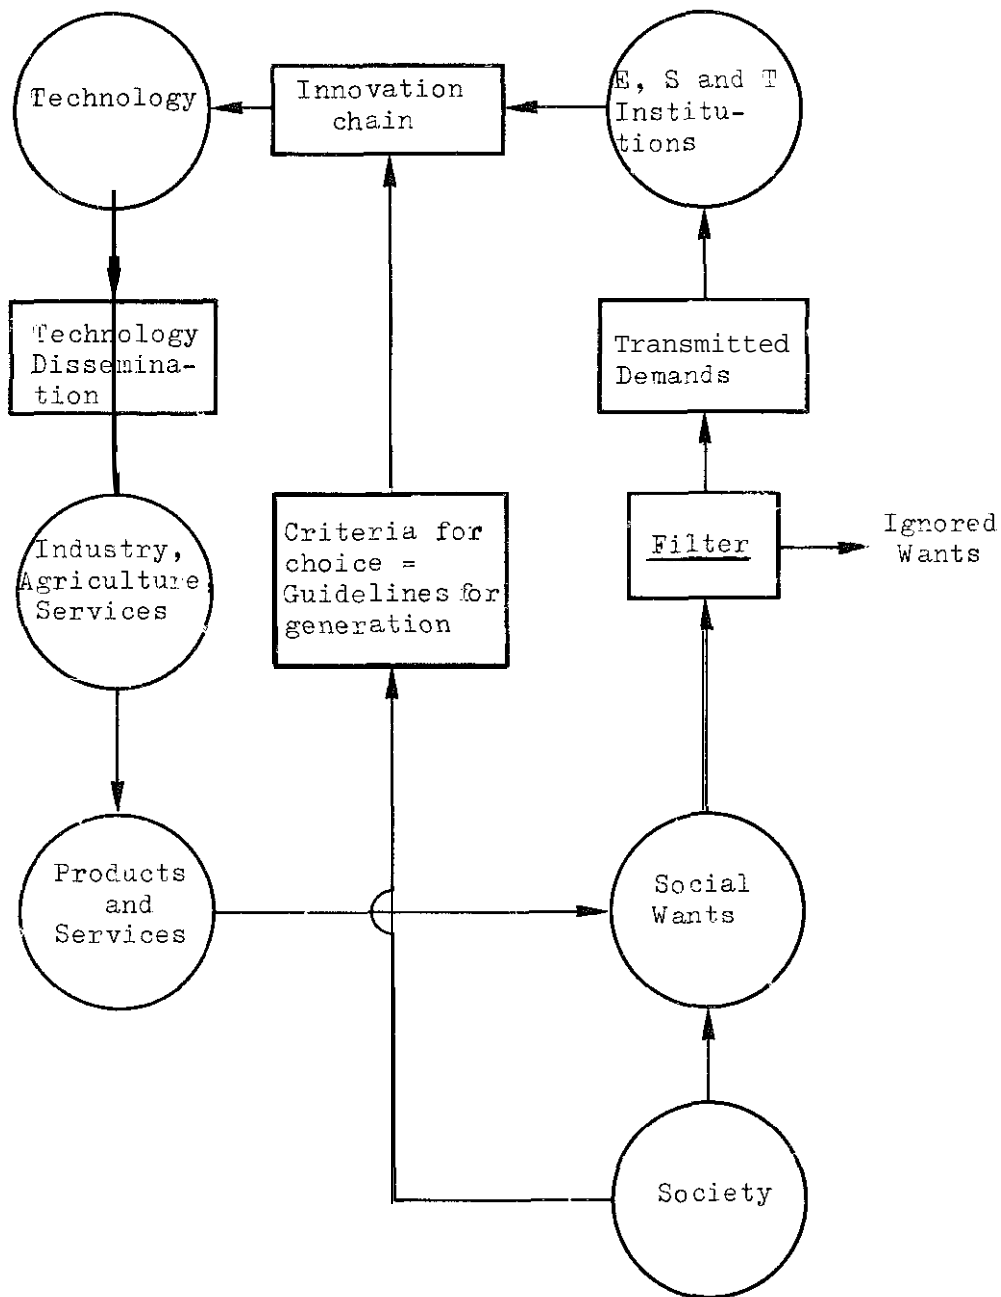 Technology
Innovation
chain
E, S and T
Institu-
tions
Technology
Dissemina-
tion
Transmitted
Demands
Industry,
Agriculture
Services
Criteria for
choice =
Guidelines for
generation
Filter
Ignored
Wants
Products
and
Services
Social
Wants
Society